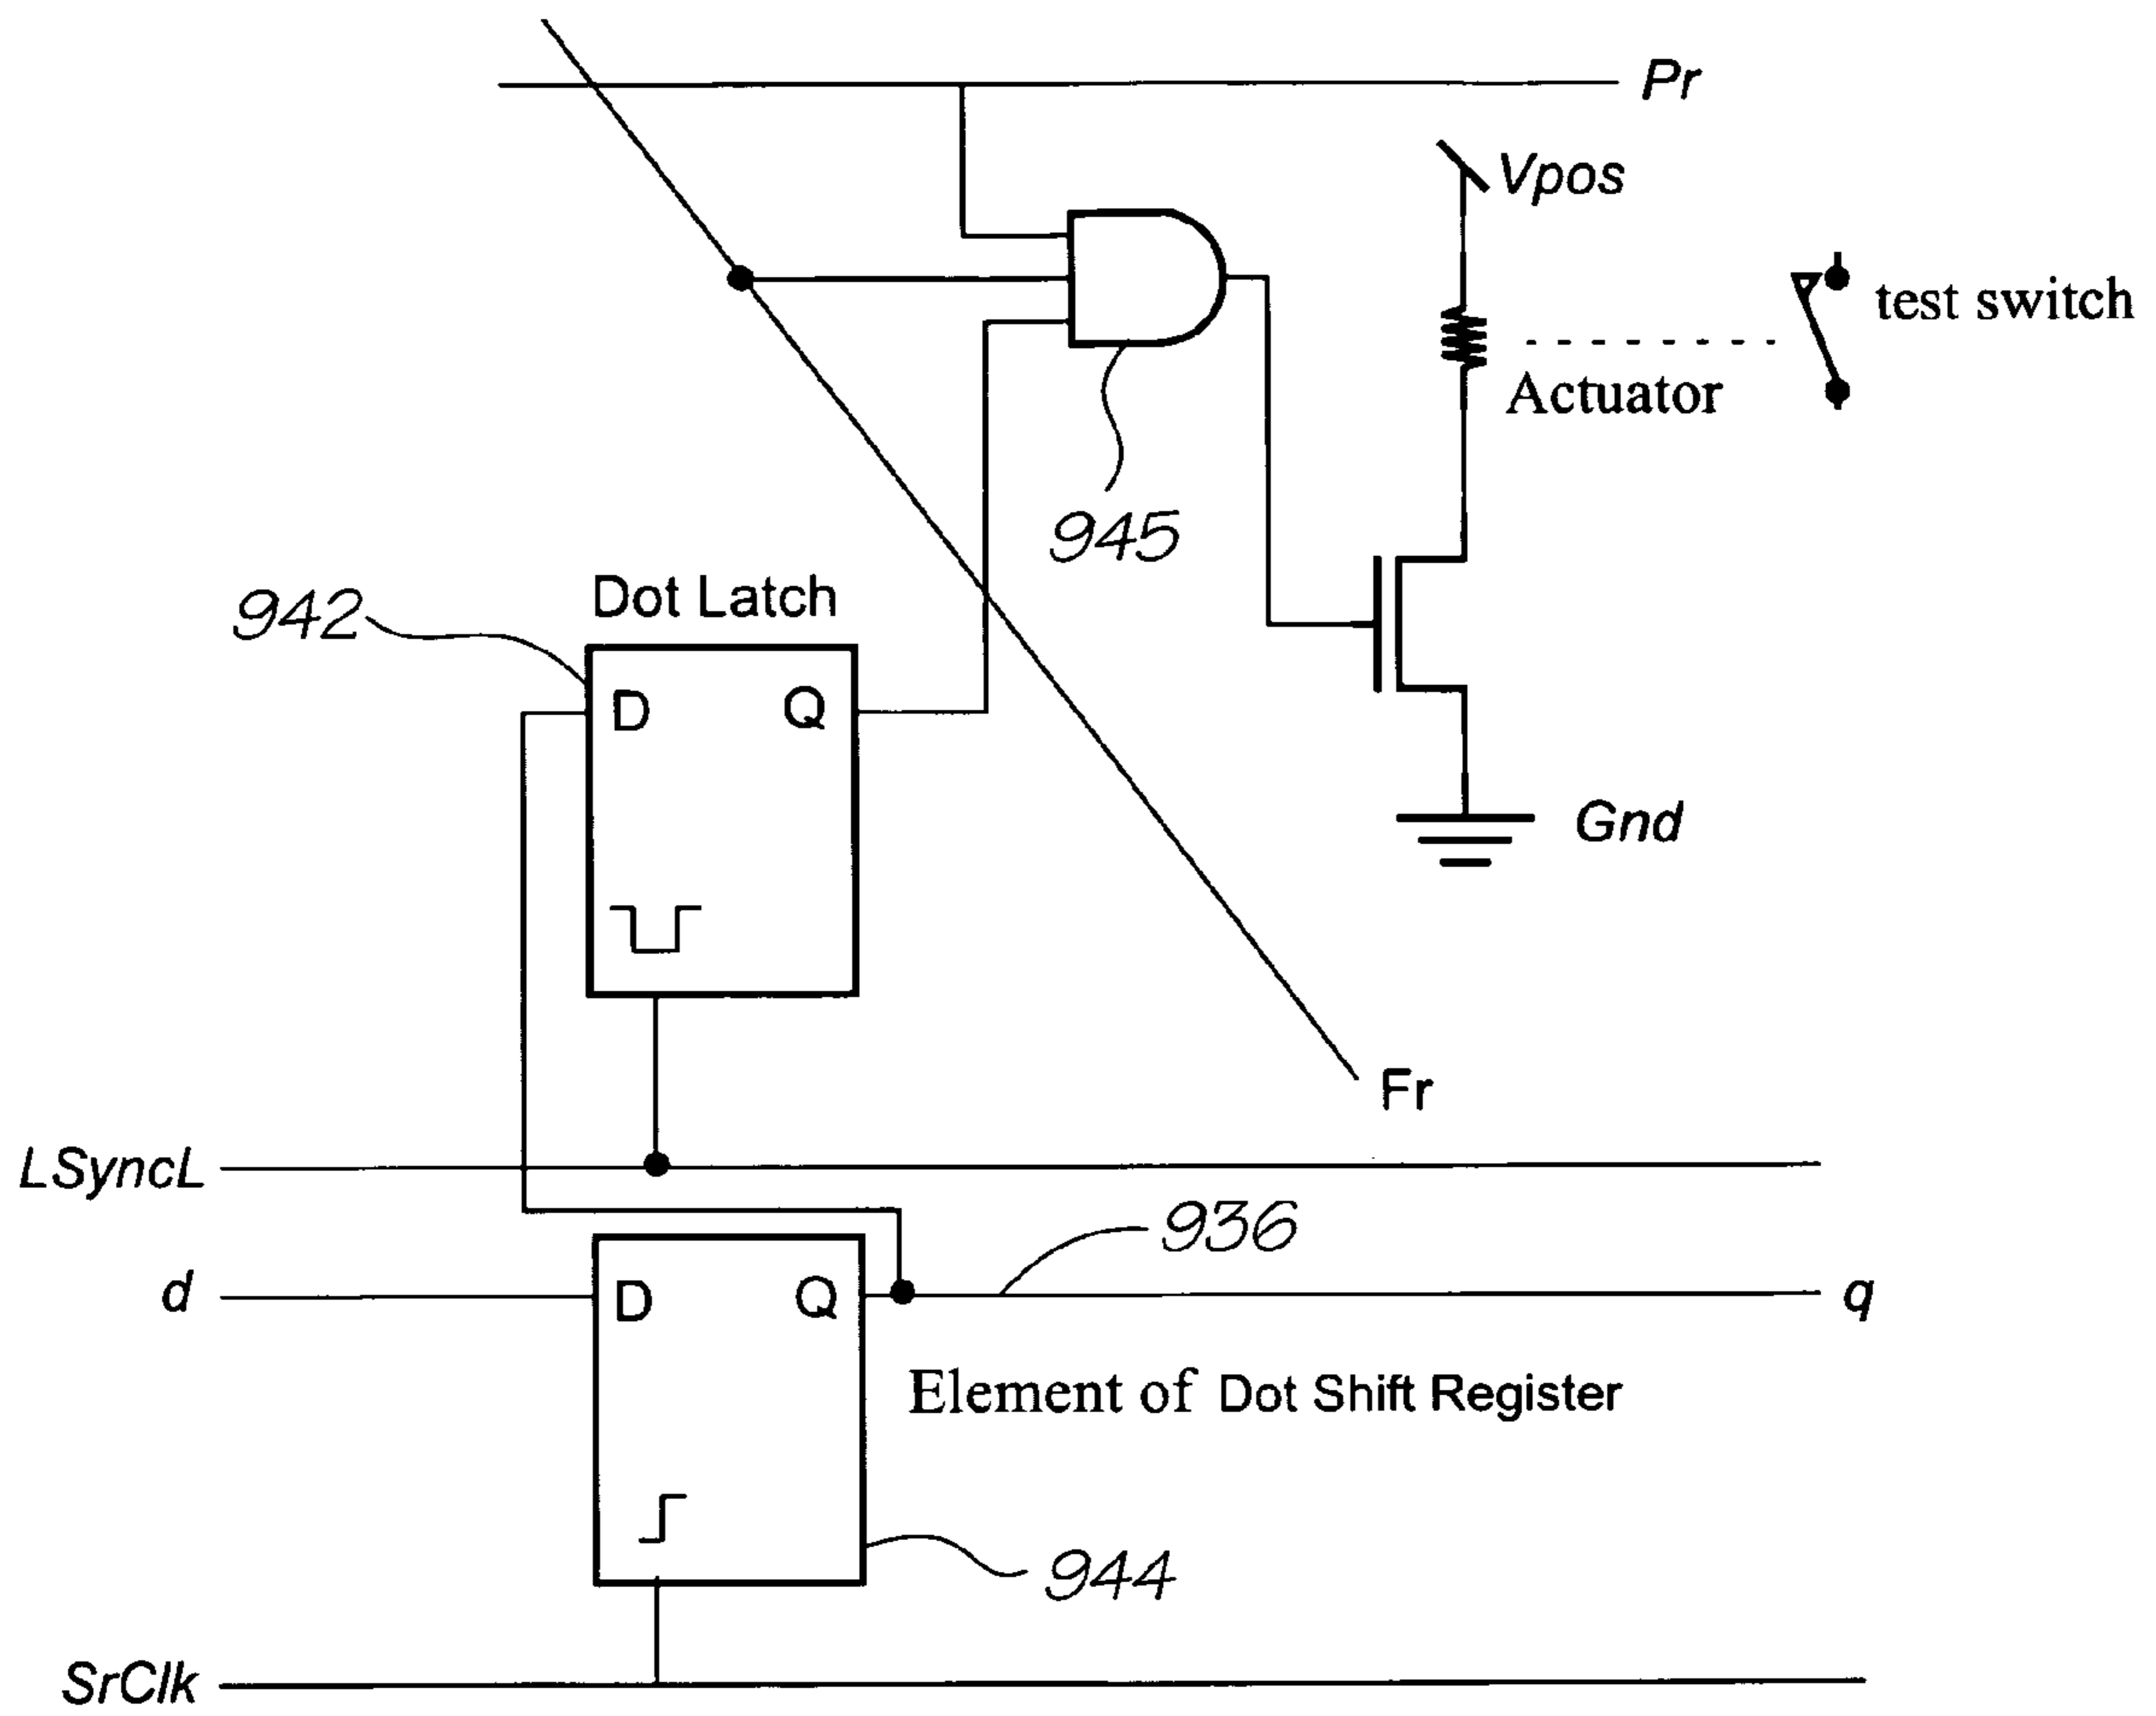 Pr
Vpos
test switch
Actuator
945
Dot Latch
942
D Q
Gnd
Fr
LSyncL
936
d
D Q
q
Element of Dot Shift Register
944
SrClk